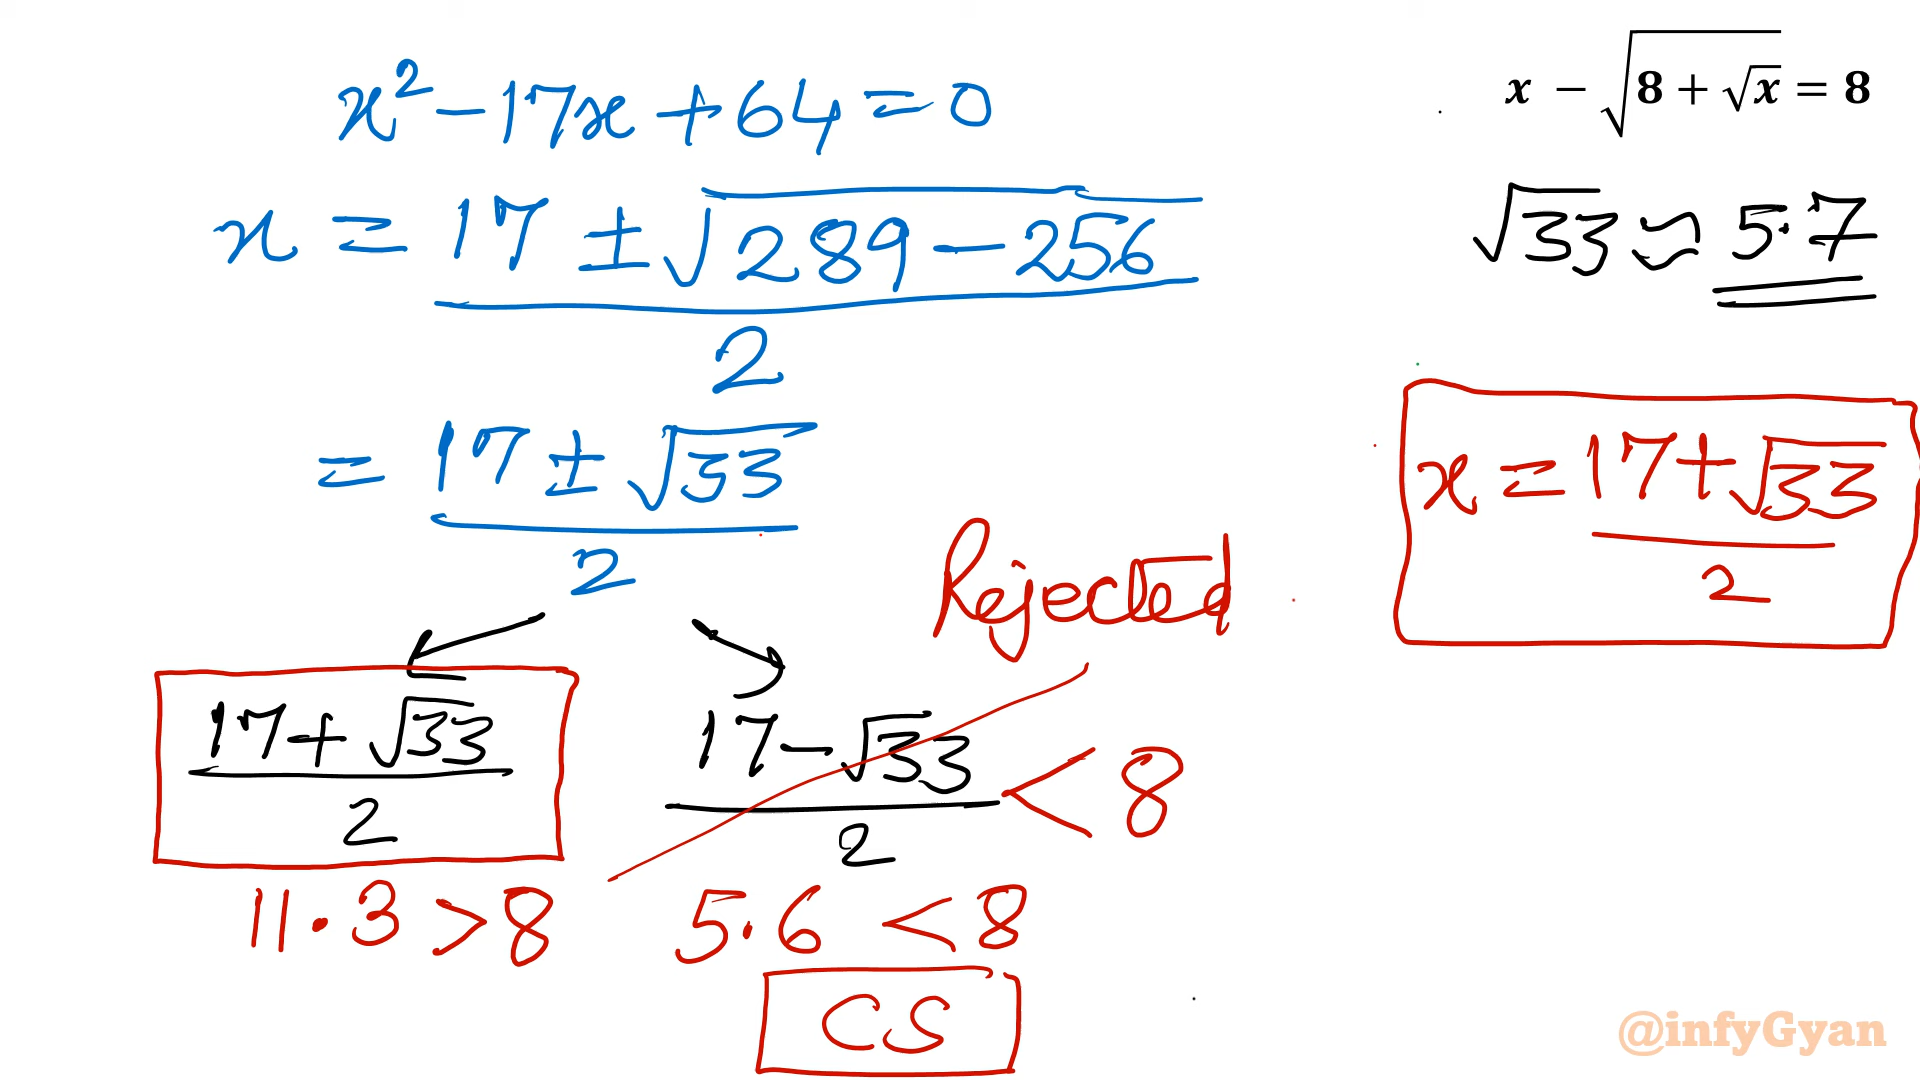 x² - 17x + 64 = 0
x = (17 ± √(289 - 256)) / 2
= (17 ± √33) / 2
(17 + √33) / 2
11.3 > 8
Rejected
(17 - √33) / 2 < 8
5.6 < 8
CS
x - √(8 + √x) = 8
√33 ≈ 5.7
x = (17 + √33) / 2
@infyGyan